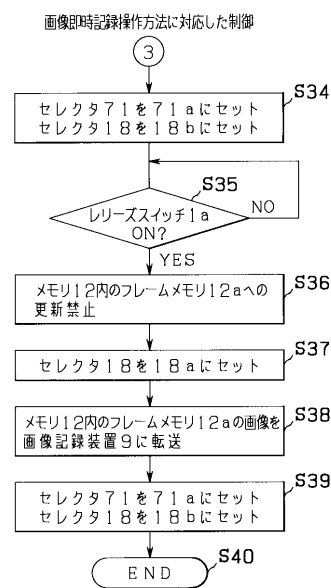 画像即時記録操作方法に対応した制御
3
S34
セレクタ71を71aにセット
セレクタ18を18bにセット
S35
レリーズスイッチ1a
ON?
NO
YES
S36
メモリ12内のフレームメモリ12aへの
更新禁止
S37
セレクタ18を18aにセット
S38
メモリ12内のフレームメモリ12aの画像を
画像記録装置9に転送
S39
セレクタ71を71aにセット
セレクタ18を18bにセット
S40
END